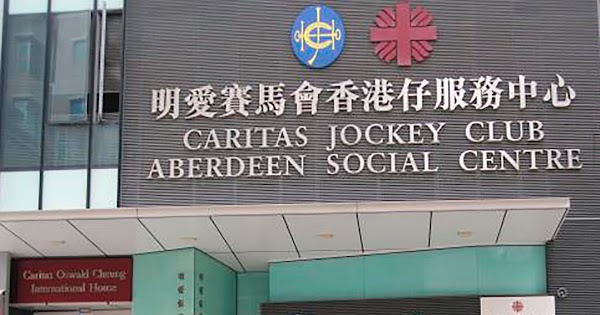 明愛賽馬會香港仔服務中心
CARITAS JOCKEY CLUB
ABERDEEN SOCIAL CENTRE
Caritas Oswald Cheung
International House